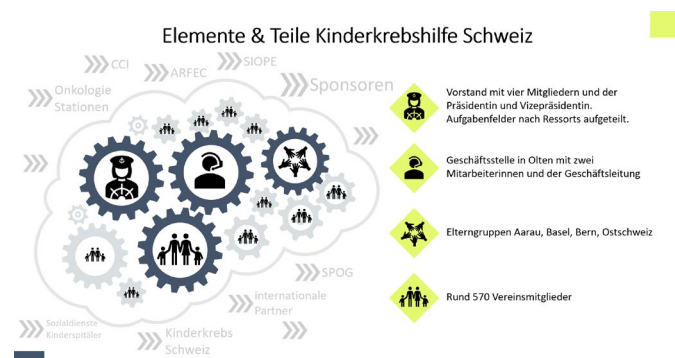 Elemente & Teile Kinderkrebshilfe Schweiz
CCI
ARFEC
SIOPE
Sponsoren
Onkologie
Stationen
Vorstand mit vier Mitgliedern und der
Präsidentin und Vizepräsidentin.
Aufgabenfelder nach Ressorts aufgeteilt.
Geschäftsstelle in Olten mit zwei
Mitarbeiterinnen und der Geschäftsleitung
Elterngruppen Aarau, Basel, Bern, Ostschweiz
Rund 570 Vereinsmitglieder
SPOG
internationale
Partner
Sozialdienste
Kinderspitäler
Kinderkrebs
Schweiz